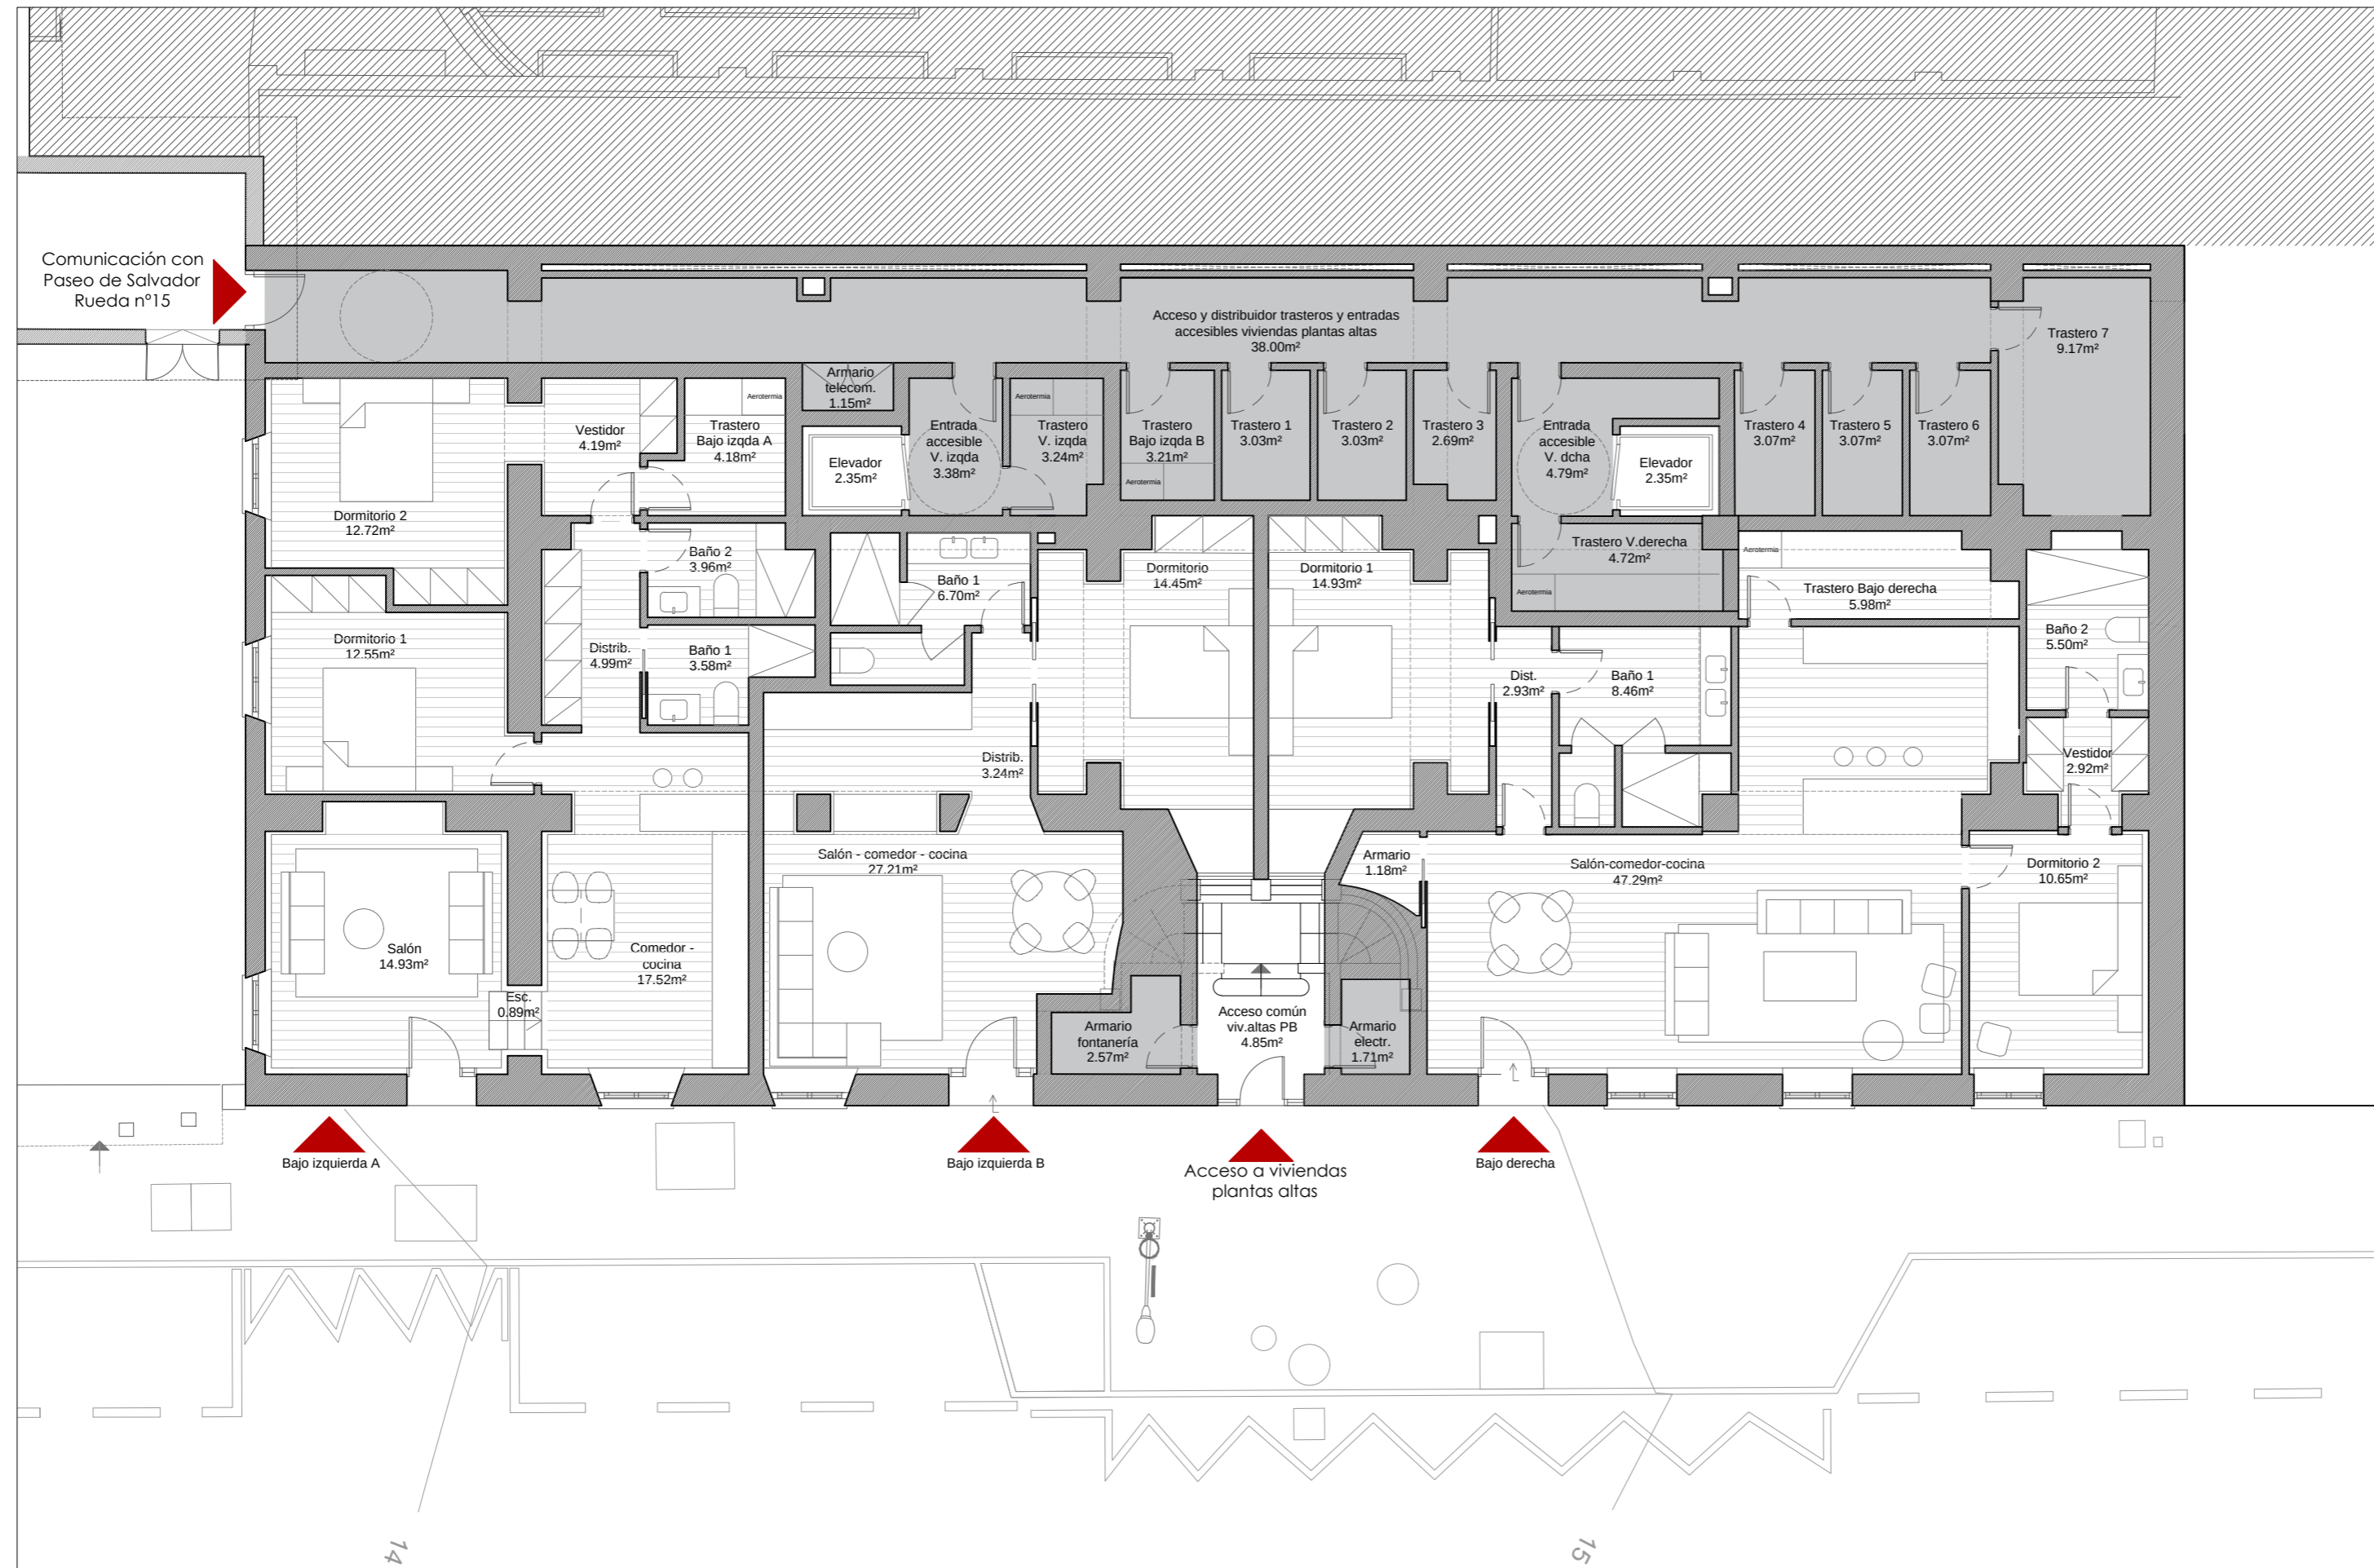 Comunicación con
Paseo de Salvador
Rueda nº15
Acceso y distribuidor trasteros y entradas
accesibles viviendas plantas altas
38.00m²
Trastero 7
9.17m²
Armario
telecom.
1.15m²
Aerotermia
Aerotermia
Vestidor
4.19m²
Trastero
Bajo izqda A
4.18m²
Elevador
2.35m²
Entrada
accesible
V. izqda
3.38m²
Trastero
V. izqda
3.24m²
Trastero
Bajo izqda B
3.21m²
Aerotermia
Trastero 1
3.03m²
Trastero 2
3.03m²
Trastero 3
2.69m²
Entrada
accesible
V. dcha
4.79m²
Elevador
2.35m²
Trastero 4
3.07m²
Trastero 5
3.07m²
Trastero 6
3.07m²
Dormitorio 2
12.72m²
Baño 2
3.96m²
Baño 1
6.70m²
Dormitorio
14.45m²
Dormitorio 1
14.93m²
Trastero V.derecha
4.72m²
Aerotermia
Aerotermia
Trastero Bajo derecha
5.98m²
Baño 2
5.50m²
Dormitorio 1
12.55m²
Distrib.
4.99m²
Baño 1
3.58m²
Dist.
2.93m²
Baño 1
8.46m²
Distrib.
3.24m²
Vestidor
2.92m²
Salón - comedor - cocina
27.21m²
Armario
1.18m²
Salón-comedor-cocina
47.29m²
Dormitorio 2
10.65m²
Salón
14.93m²
Comedor -
cocina
17.52m²
Esc.
0.89m²
Armario
fontanería
2.57m²
Acceso común
viv.altas PB
4.85m²
Armario
electr.
1.71m²
Bajo izquierda A
Bajo izquierda B
Acceso a viviendas
plantas altas
Bajo derecha
14
15